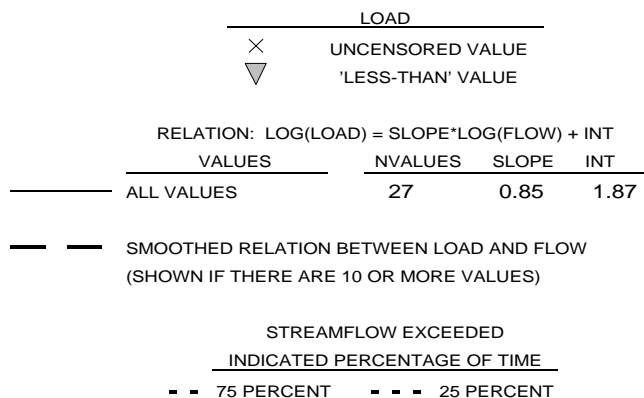 LOAD
UNCENSORED VALUE
'LESS-THAN' VALUE
RELATION: LOG(LOAD) = SLOPE*LOG(FLOW) + INT
VALUES NVALUES SLOPE INT
ALL VALUES 27 0.85 1.87
SMOOTHED RELATION BETWEEN LOAD AND FLOW
(SHOWN IF THERE ARE 10 OR MORE VALUES)
STREAMFLOW EXCEEDED
INDICATED PERCENTAGE OF TIME
75 PERCENT 25 PERCENT